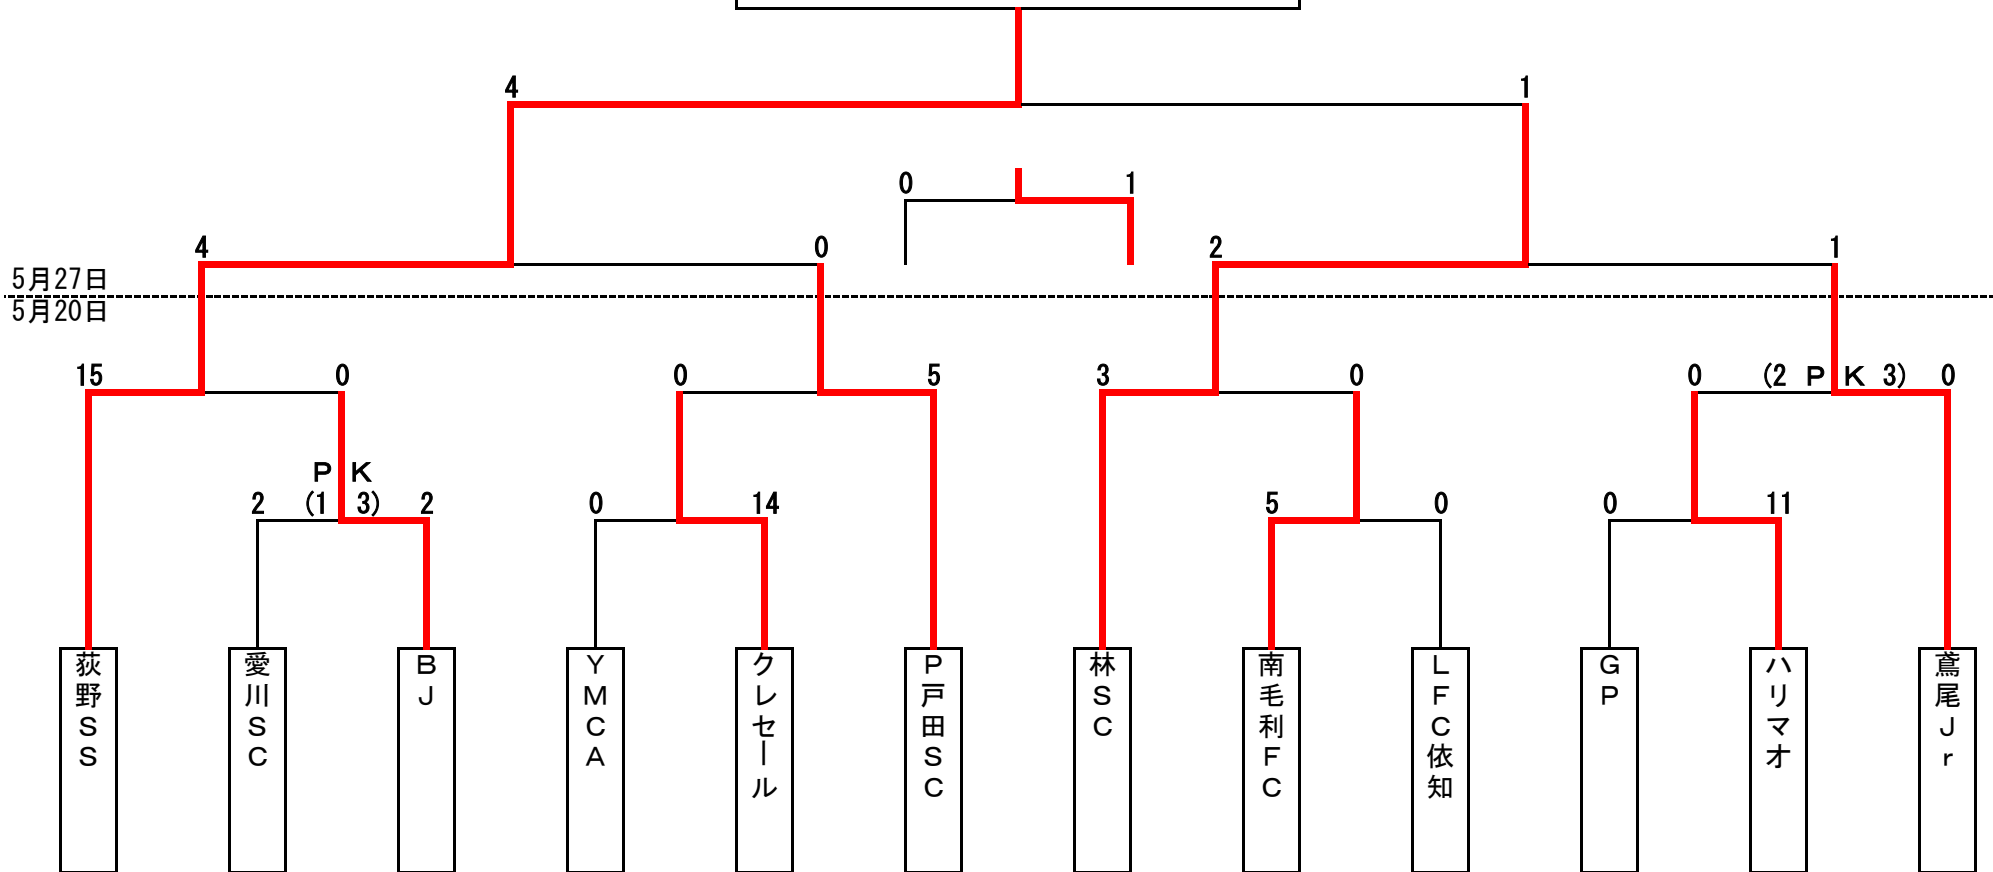 4 1
0 1
4 0 2 1
5月27日
5月20日
15 0 0 5 3 0 0 (2 PK 3) 0
PK
2 (1 3) 2 0 14 5 0 0 11
荻野SS
愛川SC
BJ
YMCA
クレセール
P戸田SC
林SC
南毛利FC
LFC依知
GP
ハリマオ
鳶尾Jr